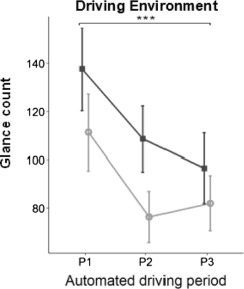 Driving Environment
***
Glance count
140
120
100
80
P1 P2 P3
Automated driving period